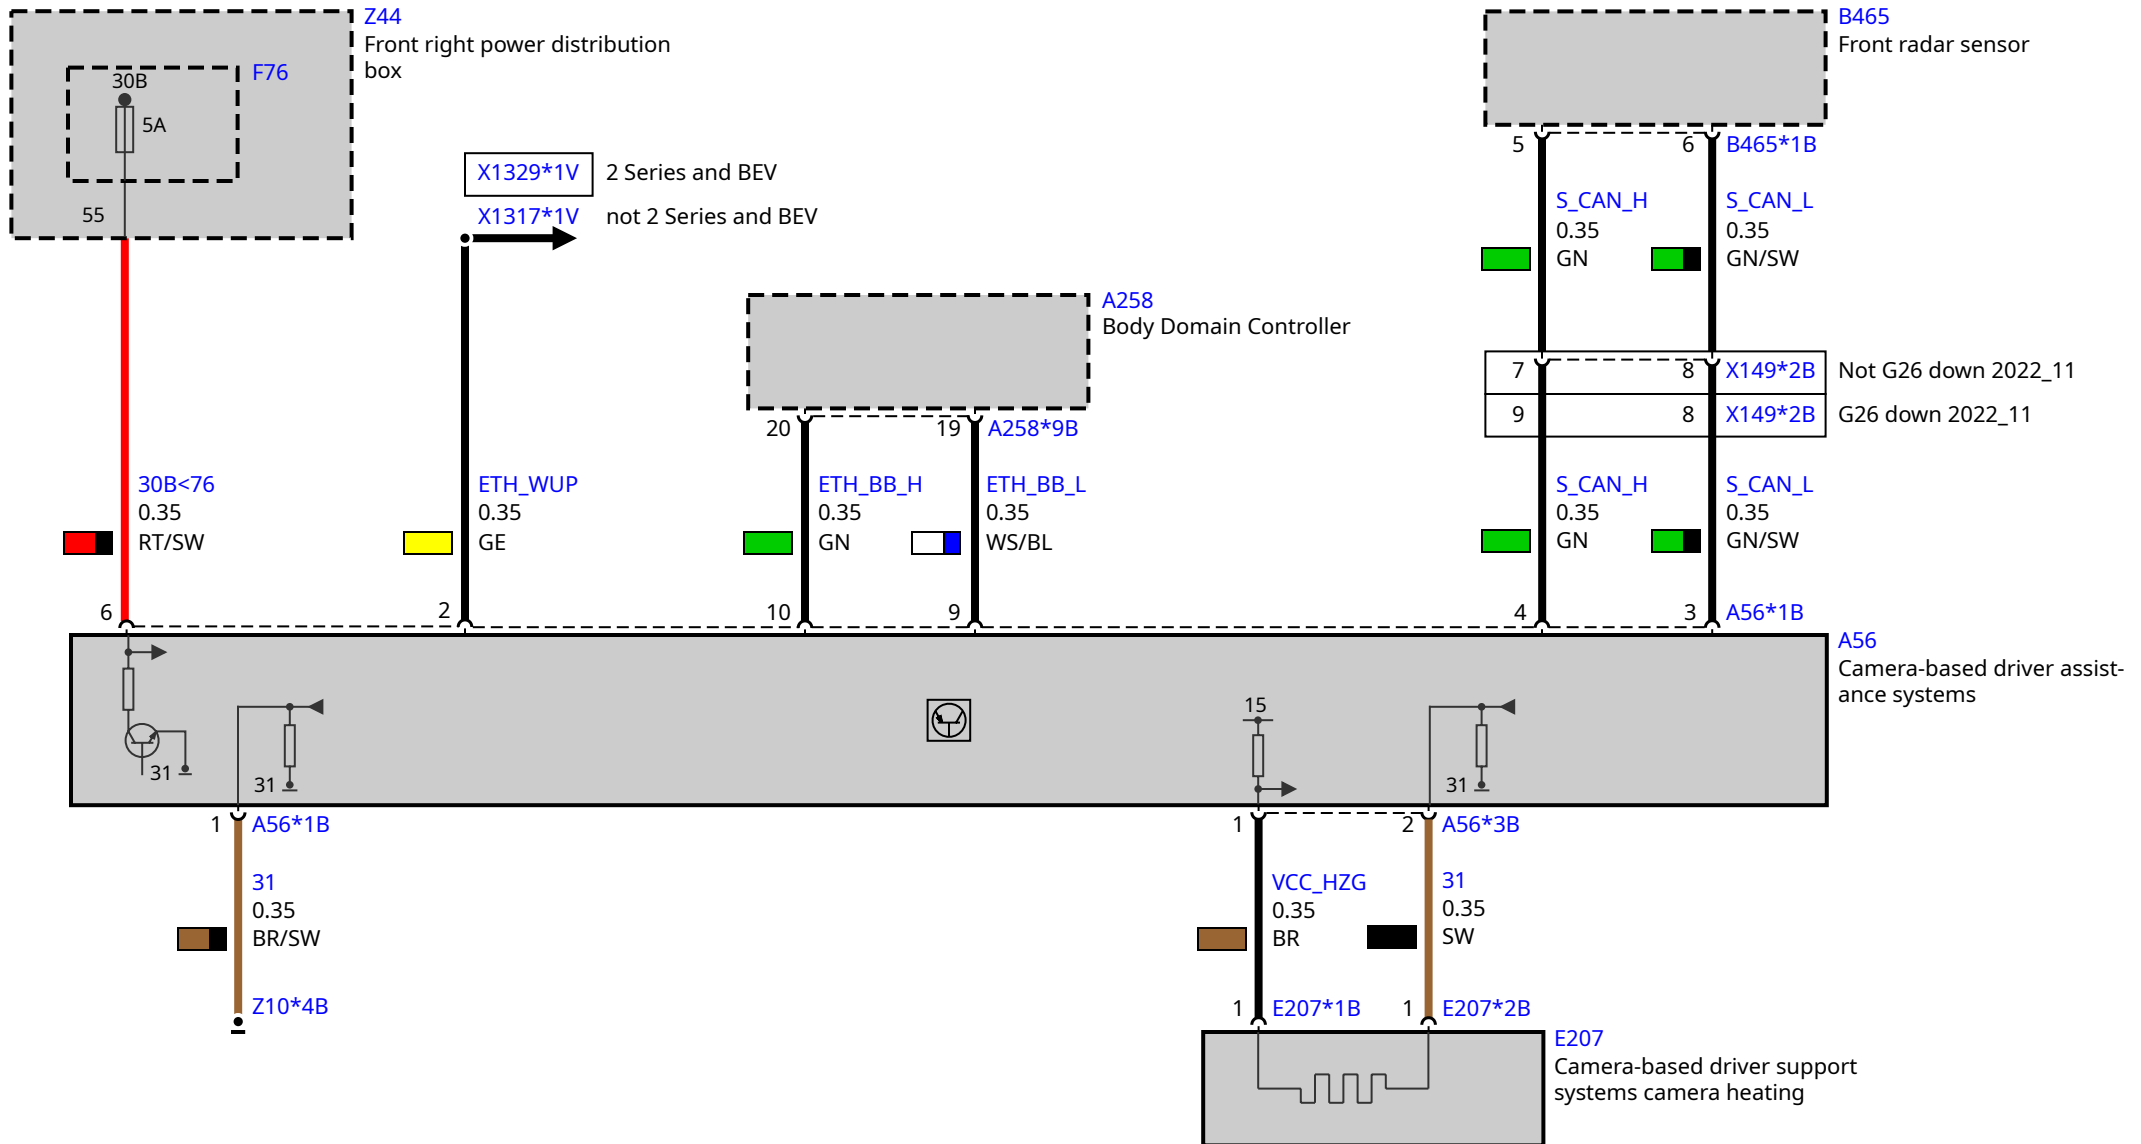 Z44
Front right power distribution
box
F76
30B
5A
55
X1329*1V 2 Series and BEV
X1317*1V not 2 Series and BEV
B465
Front radar sensor
5 6 B465*1B
S_CAN_H S_CAN_L
0.35 0.35
GN GN/SW
A258
Body Domain Controller
7 8 X149*2B Not G26 down 2022_11
9 8 X149*2B G26 down 2022_11
20 19 A258*9B
30B<76 ETH_WUP ETH_BB_H ETH_BB_L S_CAN_H S_CAN_L
0.35 0.35 0.35 0.35 0.35 0.35
RT/SW GE GN WS/BL GN GN/SW
6 2 10 9 4 3 A56*1B
A56
Camera-based driver assist-
ance systems
15
31 31 31
1 A56*1B 1 2 A56*3B
31 VCC_HZG 31
0.35 0.35 0.35
BR/SW BR SW
Z10*4B 1 E207*1B 1 E207*2B
E207
Camera-based driver support
systems camera heating